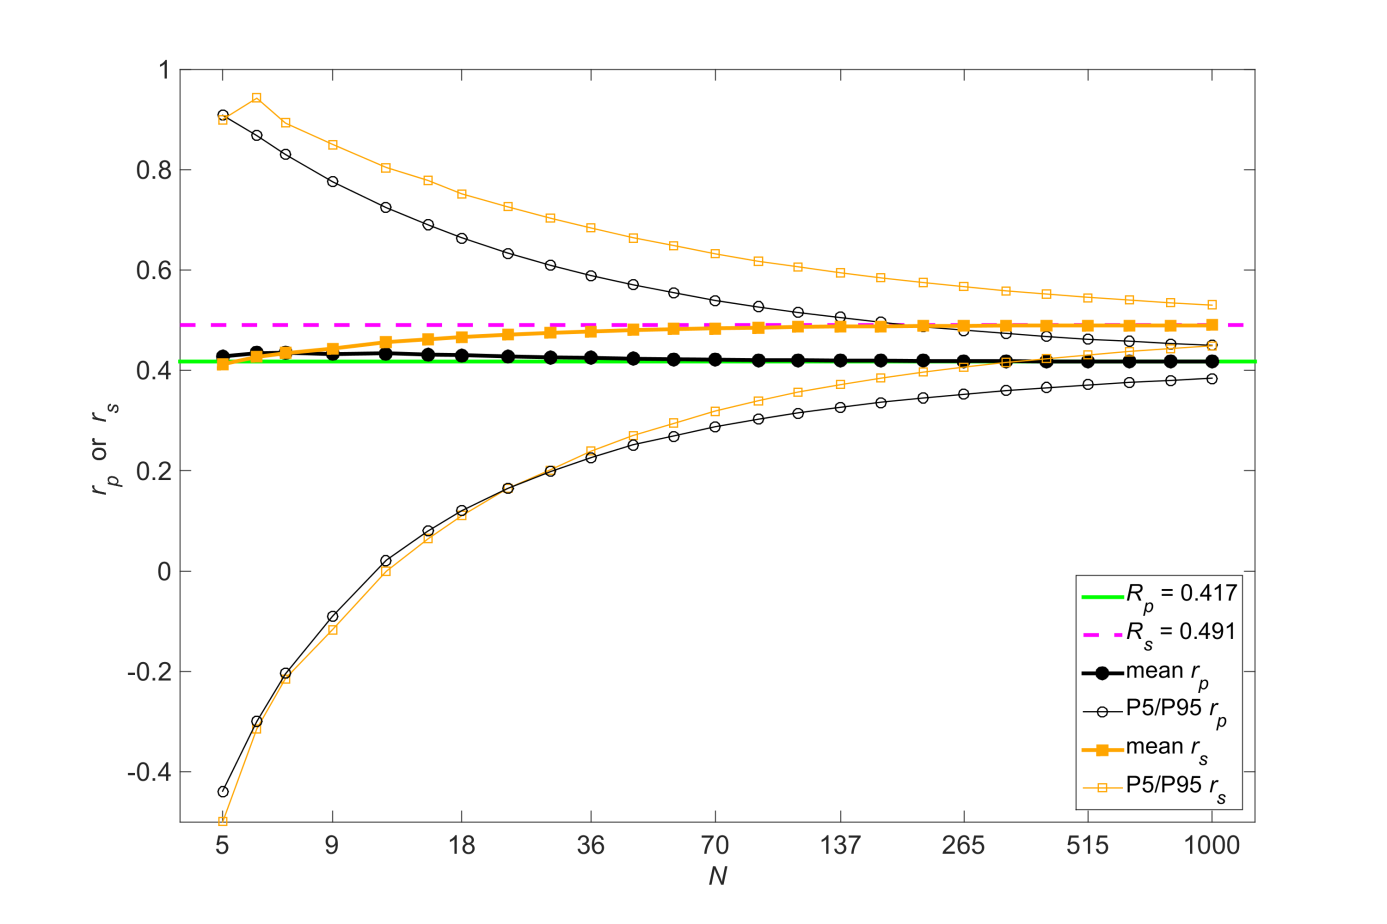 1
0.8
0.6
0.4
0.2
0
-0.2
-0.4
r_p or r_s
5 9 18 36 70 137 265 515 1000
N
R_p = 0.417
R_s = 0.491
mean r_p
P5/P95 r_p
mean r_s
P5/P95 r_s